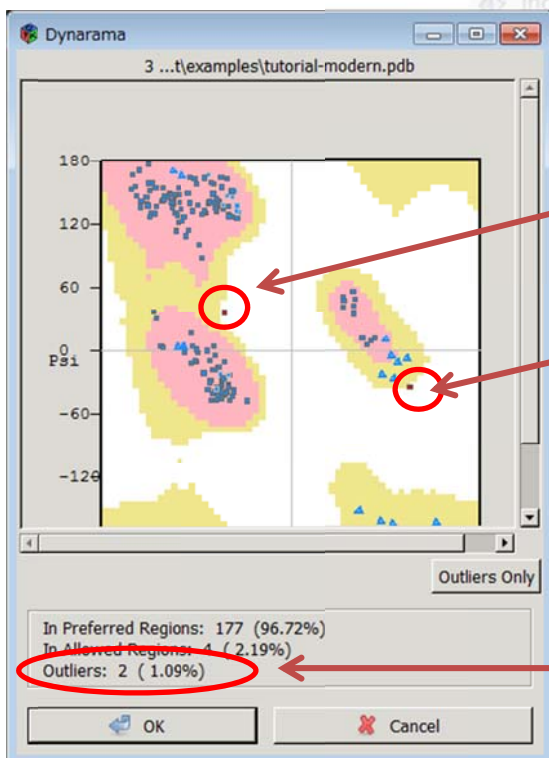 Dynarama
3 ...t\examples\tutorial-modern.pdb
180
120
60
0
Psi
-60
-120
Outliers Only
In Preferred Regions: 177 (96.72%)
In Allowed Regions: 4 ( 2.19%)
Outliers: 2 ( 1.09%)
OK
Cancel